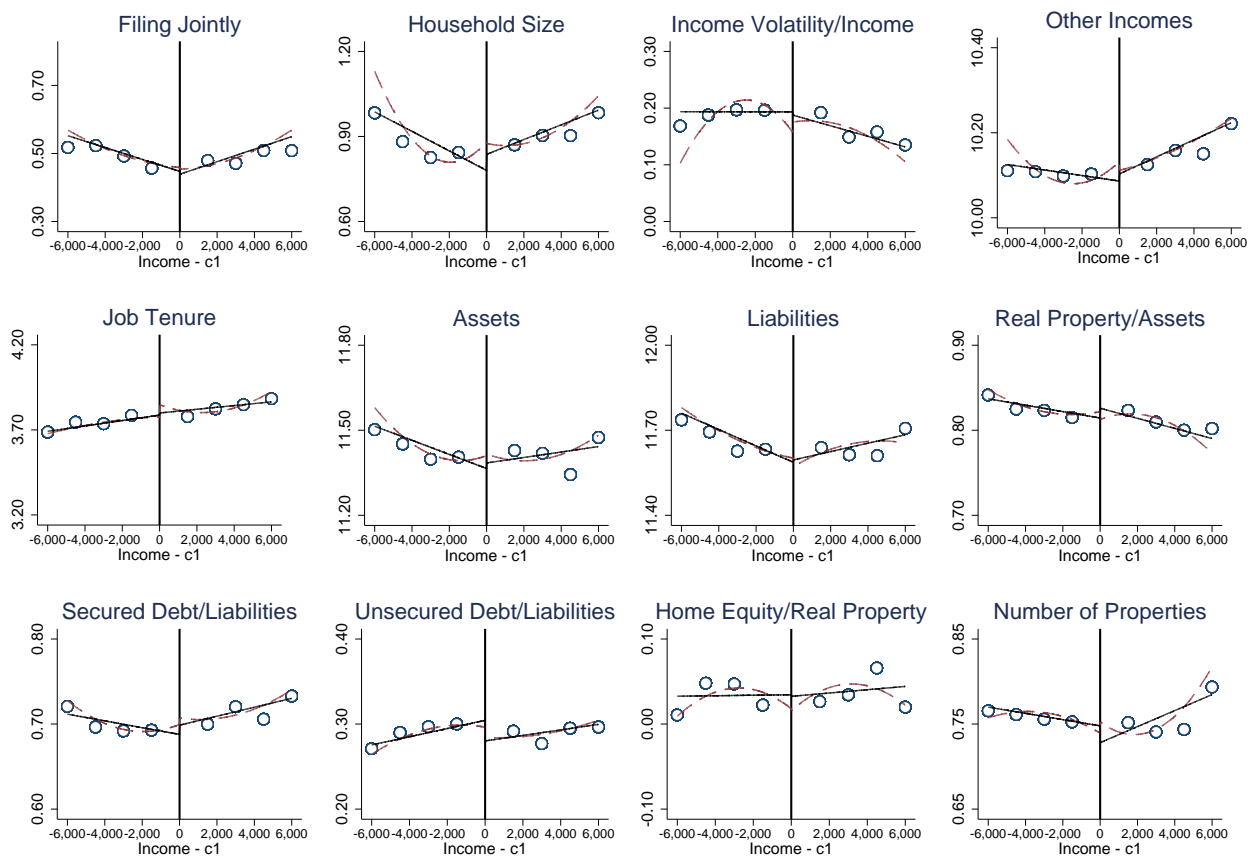 Filing Jointly
0.70
0.50
0.30
-6,000 -4,000 -2,000 0 2,000 4,000 6,000
Income - c1
Household Size
1.20
0.90
0.60
-6,000 -4,000 -2,000 0 2,000 4,000 6,000
Income - c1
Income Volatility/Income
0.30
0.20
0.10
0.00
-6,000 -4,000 -2,000 0 2,000 4,000 6,000
Income - c1
Other Incomes
10.40
10.20
10.00
-6,000 -4,000 -2,000 0 2,000 4,000 6,000
Income - c1
Job Tenure
4.20
3.70
3.20
-6,000 -4,000 -2,000 0 2,000 4,000 6,000
Income - c1
Assets
11.80
11.50
11.20
-6,000 -4,000 -2,000 0 2,000 4,000 6,000
Income - c1
Liabilities
12.00
11.70
11.40
-6,000 -4,000 -2,000 0 2,000 4,000 6,000
Income - c1
Real Property/Assets
0.90
0.80
0.70
-6,000 -4,000 -2,000 0 2,000 4,000 6,000
Income - c1
Secured Debt/Liabilities
0.80
0.70
0.60
-6,000 -4,000 -2,000 0 2,000 4,000 6,000
Income - c1
Unsecured Debt/Liabilities
0.40
0.30
0.20
-6,000 -4,000 -2,000 0 2,000 4,000 6,000
Income - c1
Home Equity/Real Property
0.10
0.00
-0.10
-6,000 -4,000 -2,000 0 2,000 4,000 6,000
Income - c1
Number of Properties
0.85
0.75
0.65
-6,000 -4,000 -2,000 0 2,000 4,000 6,000
Income - c1